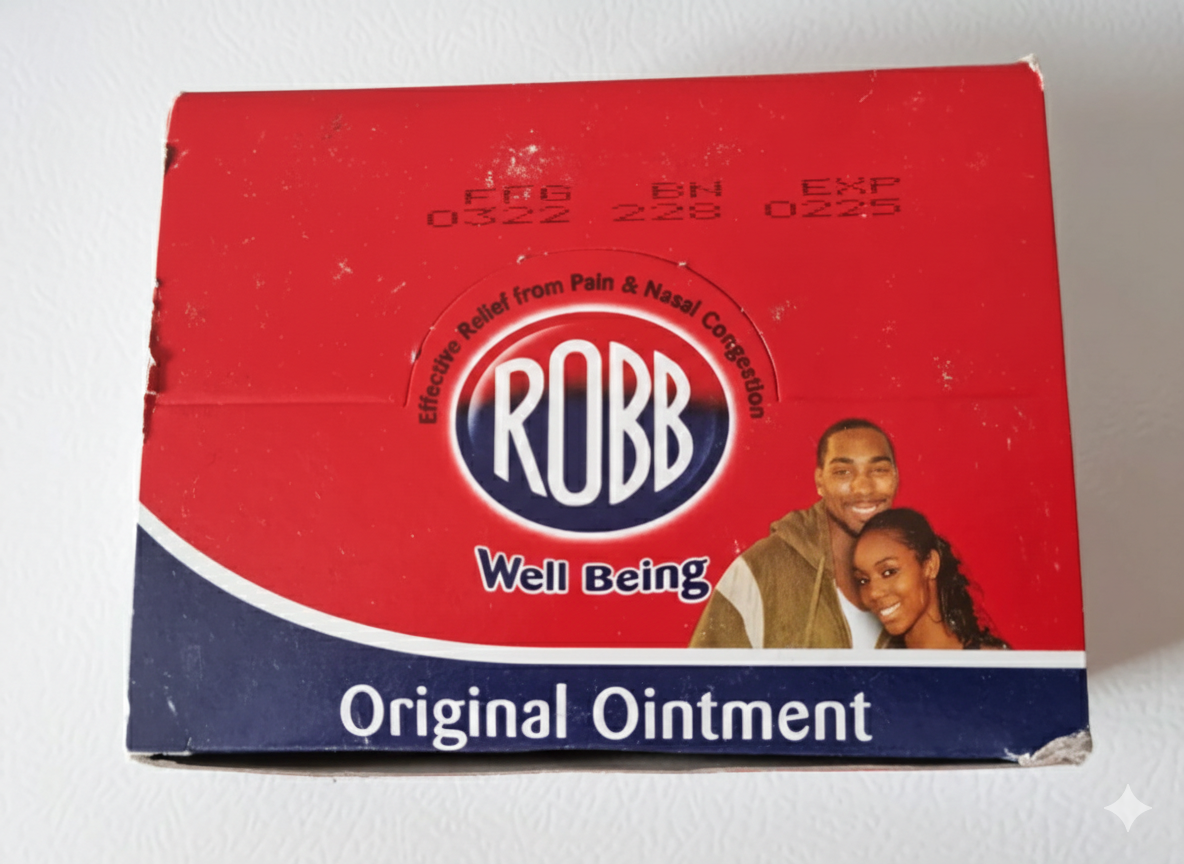 MFG BN EXP
0322 228 0225
Effective Relief from Pain & Nasal Congestion
ROBB
Well Being
Original Ointment